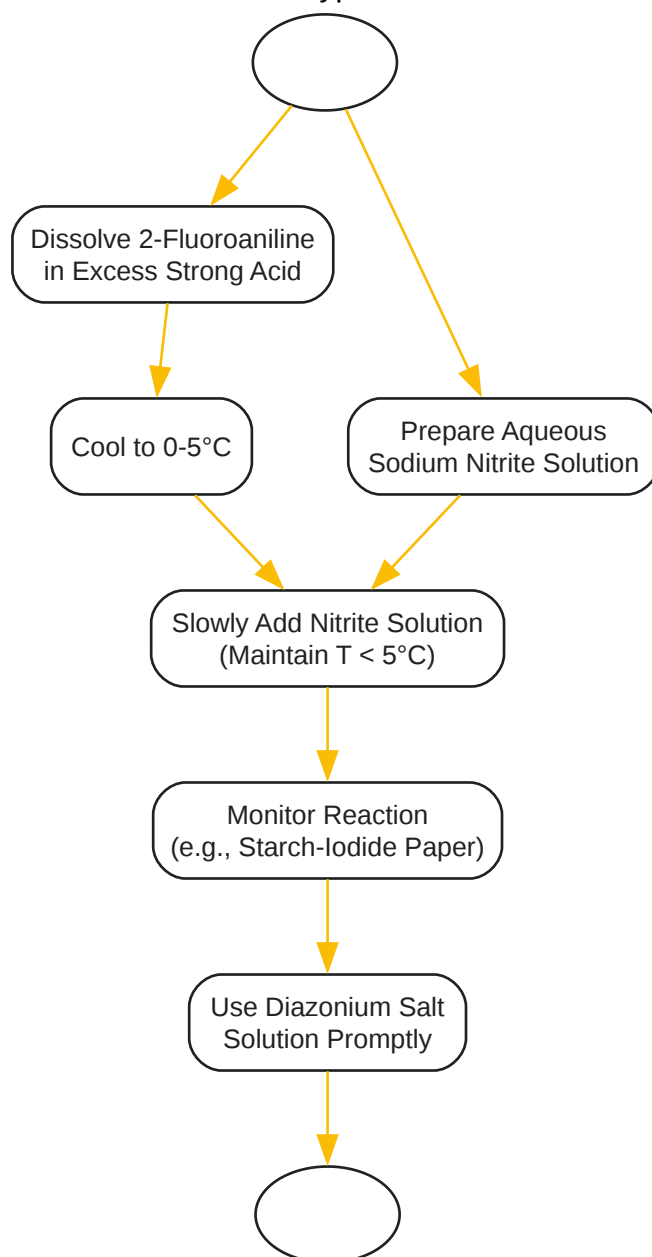 Dissolve 2-Fluoroaniline
in Excess Strong Acid
Cool to 0-5°C
Prepare Aqueous
Sodium Nitrite Solution
Slowly Add Nitrite Solution
(Maintain T < 5°C)
Monitor Reaction
(e.g., Starch-Iodide Paper)
Use Diazonium Salt
Solution Promptly